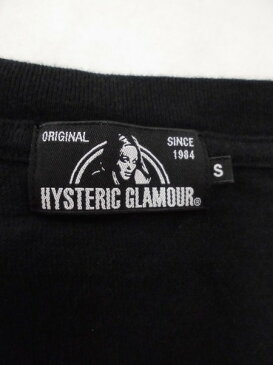 ORIGINAL
SINCE
1984
HYSTERIC GLAMOUR®
S